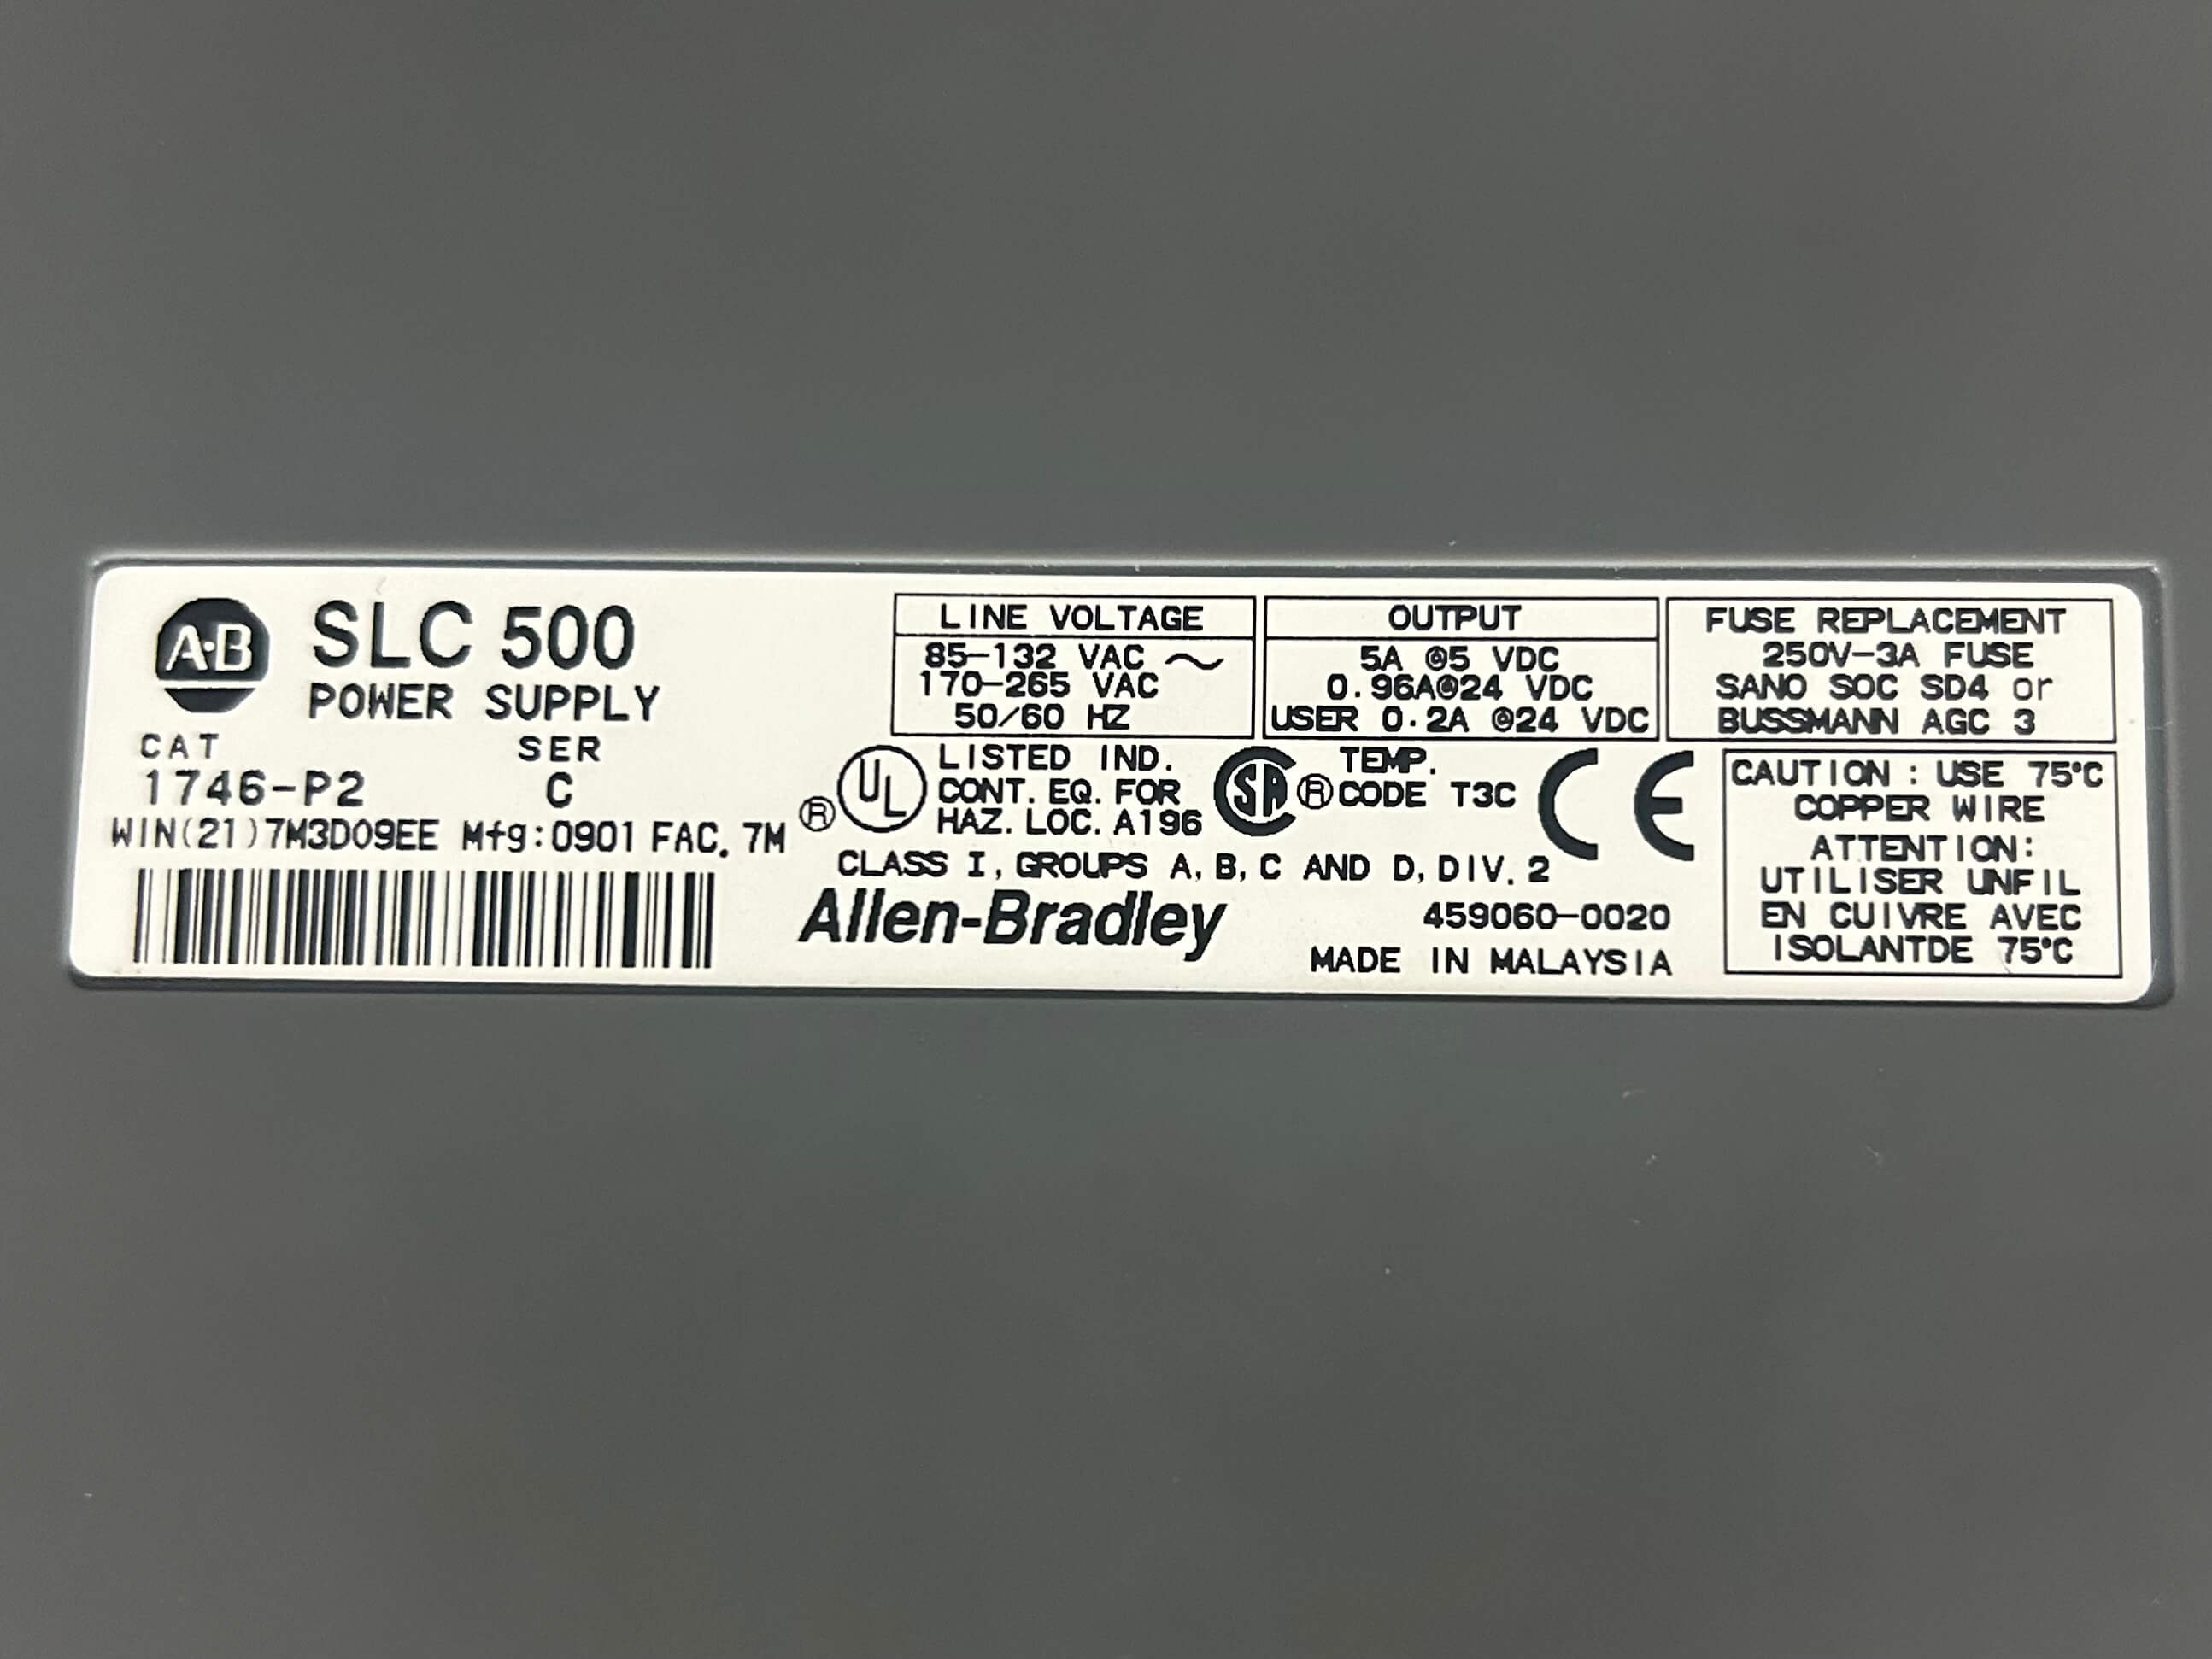 A·B
SLC 500
POWER SUPPLY
CAT SER
1746-P2 C
WIN(21)7M3D09EE Mfg:0901 FAC. 7M
LINE VOLTAGE
85-132 VAC ~
170-265 VAC
50/60 HZ
OUTPUT
5A @5 VDC
0.96A@24 VDC
USER 0.2A @24 VDC
FUSE REPLACEMENT
250V-3A FUSE
SANO SOC SD4 or
BUSSMANN AGC 3
® UL LISTED IND.
CONT. EQ. FOR
HAZ. LOC. A196
SA ® TEMP.
CODE T3C
CE
CLASS I, GROUPS A, B, C AND D, DIV. 2
Allen-Bradley
459060-0020
MADE IN MALAYSIA
CAUTION: USE 75°C
COPPER WIRE
ATTENTION:
UTILISER UNFIL
EN CUIVRE AVEC
ISOLANTDE 75°C